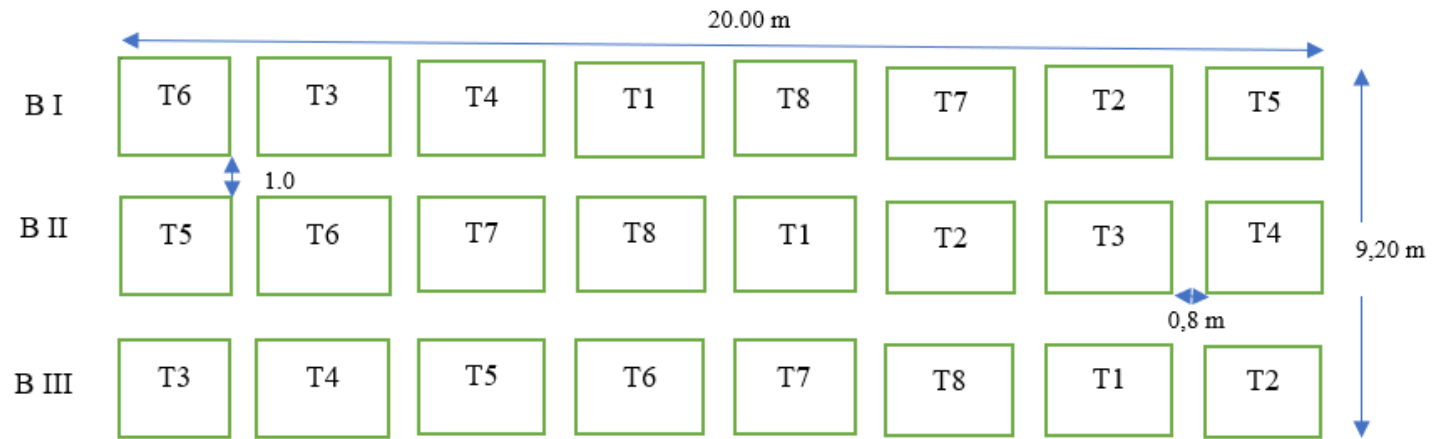 20.00 m
B I T6 T3 T4 T1 T8 T7 T2 T5
1.0
B II T5 T6 T7 T8 T1 T2 T3 T4
9,20 m
0,8 m
B III T3 T4 T5 T6 T7 T8 T1 T2